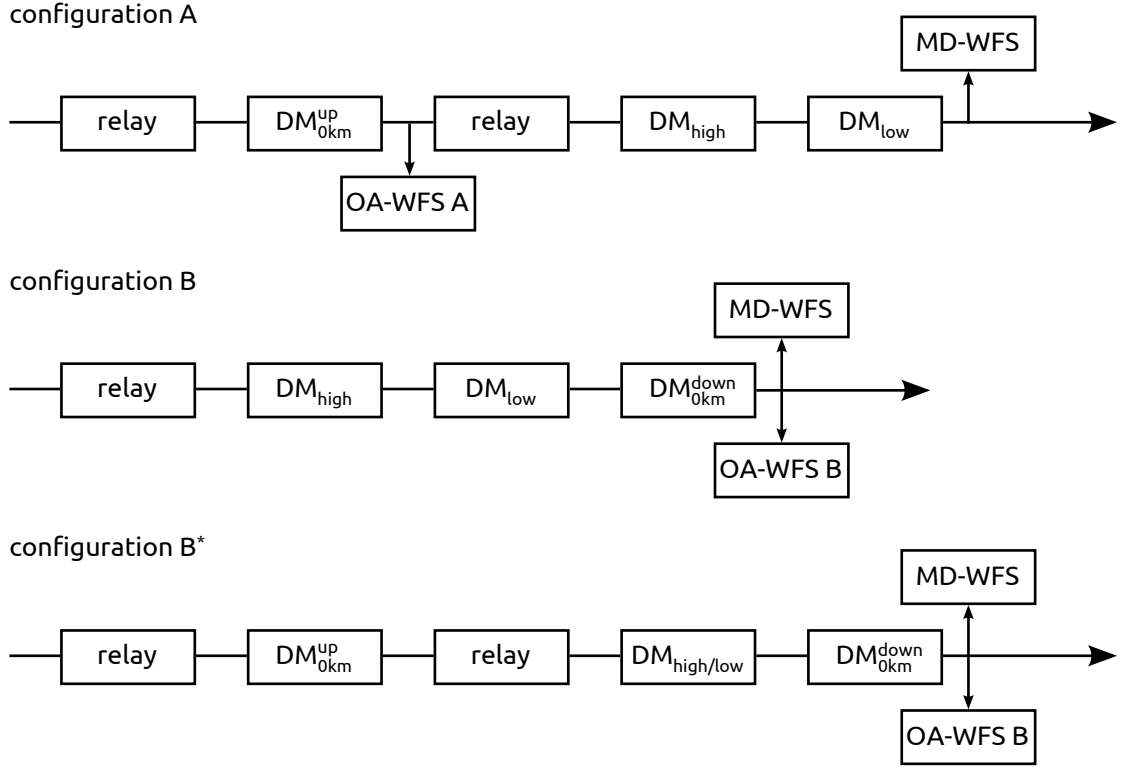 configuration A
MD-WFS
relay
DM^up_0km
relay
DM_high
DM_low
OA-WFS A
configuration B
MD-WFS
relay
DM_high
DM_low
DM^down_0km
OA-WFS B
configuration B*
MD-WFS
relay
DM^up_0km
relay
DM_high/low
DM^down_0km
OA-WFS B